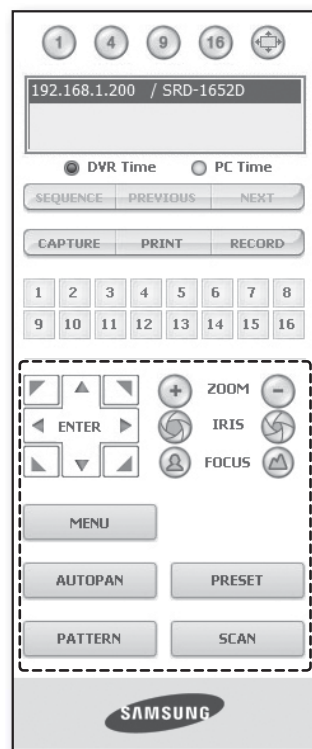 1 4 9 16
192.168.1.200 / SRD-1652D
DVR Time PC Time
SEQUENCE PREVIOUS NEXT
CAPTURE PRINT RECORD
1 2 3 4 5 6 7 8
9 10 11 12 13 14 15 16
ZOOM
ENTER IRIS
FOCUS
MENU
AUTOPAN PRESET
PATTERN SCAN
SAMSUNG